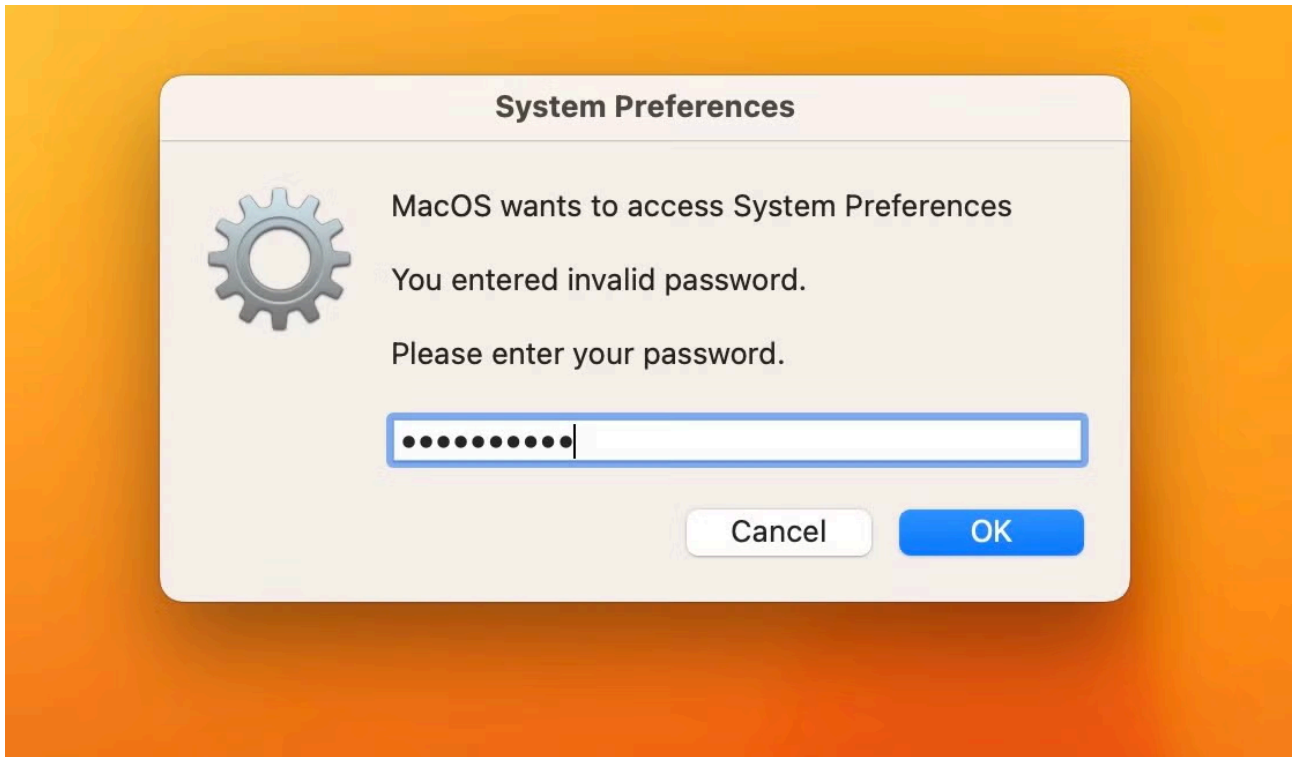 System Preferences
MacOS wants to access System Preferences
You entered invalid password.
Please enter your password.
Cancel
OK